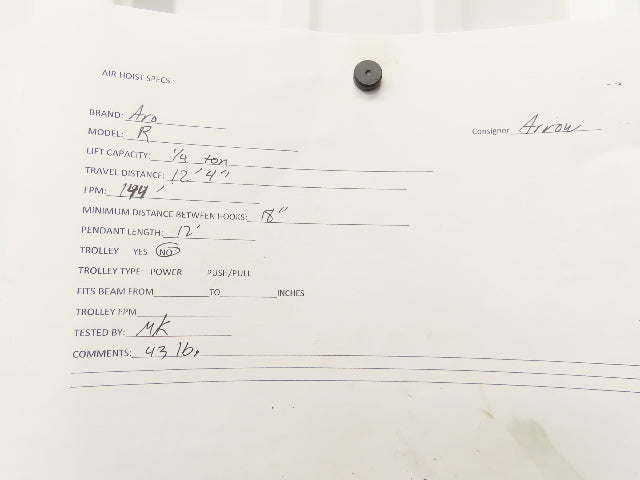 AIR HOIST SPECS
BRAND: Aro
MODEL: R
Consigner Arrow
LIFT CAPACITY: 1/4 ton
TRAVEL DISTANCE: 12' 4"
FPM: 144'
MINIMUM DISTANCE BETWEEN HOOKS: 18"
PENDANT LENGTH: 12'
TROLLEY YES NO
TROLLEY TYPE: POWER PUSH/PULL
FITS BEAM FROM TO INCHES
TROLLEY FPM
TESTED BY: MK
COMMENTS: 43 lb.